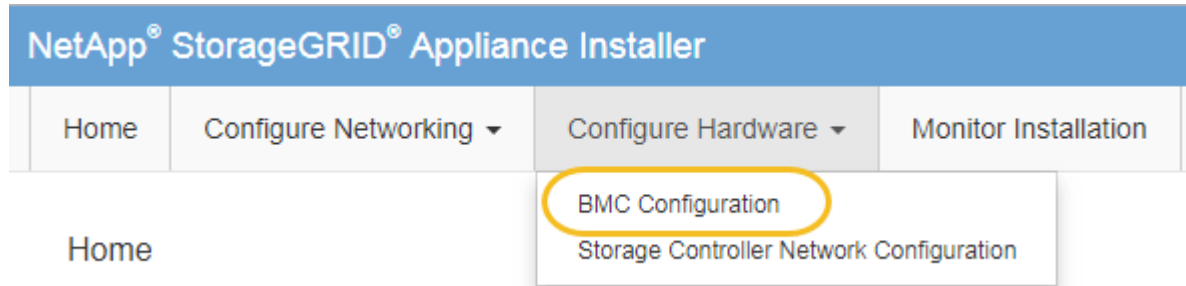 NetApp® StorageGRID® Appliance Installer
Home Configure Networking Configure Hardware Monitor Installation
BMC Configuration
Home
Storage Controller Network Configuration